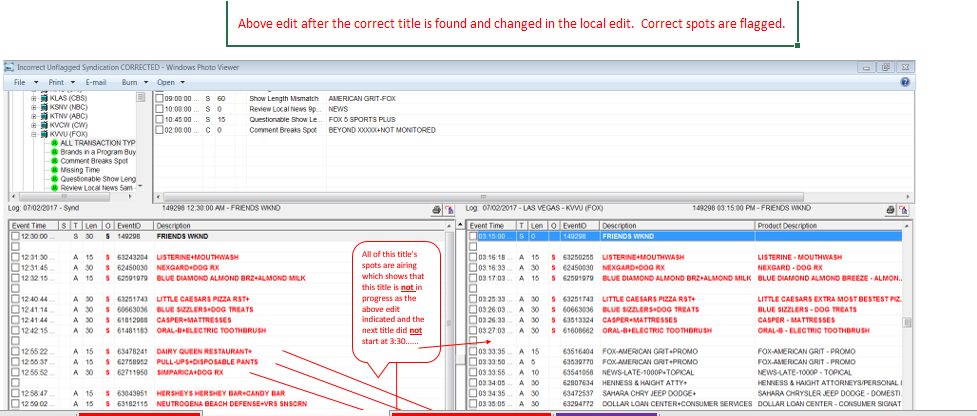 Above edit after the correct title is found and changed in the local edit.  Correct spots are flagged.
Incorrect Unflagged Syndication CORRECTED - Windows Photo Viewer
File Print E-mail Burn Open
KLAS (CBS)
KSNV (NBC)
KTNV (ABC)
KVCW (CW)
KVVU (FOX)
ALL TRANSACTION TYP
Brands in a Program Buy
Comment Breaks Spot
Missing Time
Questionable Show Leng
Review Local News 5am
09:00:00 ... S 60 Show Length Mismatch AMERICAN GRIT-FOX
10:00:00 ... S 0 Review Local News 9p... NEWS
10:45:00 ... S 15 Questionable Show Le... FOX 5 SPORTS PLUS
02:00:00 ... C 0 Comment Breaks Spot BEYOND XXXXX+NOT MONITORED
Log: 07/02/2017 - Synd 149298 12:30:00 AM - FRIENDS WKND
Event Time S T Len O EventID Description
12:30:00 ... S 30 S 149298 FRIENDS WKND
12:31:30 ... A 15 S 63243204 LISTERINE+MOUTHWASH
12:31:45 ... A 30 S 62450030 NEXGARD+DOG RX
12:32:15 ... A 15 S 62591979 BLUE DIAMOND ALMOND BRZ+ALMOND MILK
12:40:44 ... A 30 S 63251743 LITTLE CAESARS PIZZA RST+
12:41:14 ... A 30 S 60663036 BLUE SIZZLERS+DOG TREATS
12:41:44 ... A 30 S 61812988 CASPER+MATTRESSES
12:42:15 ... A 30 S 61481183 ORAL-B+ELECTRIC TOOTHBRUSH
12:55:22 ... A 15 S 63478241 DAIRY QUEEN RESTAURANT+
12:55:37 ... A 15 S 62758952 PULL-UPS+DISPOSABLE PANTS
12:55:52 ... A 30 S 62711950 SIMPARICA+DOG RX
12:58:47 ... A 15 S 63043951 HERSHEYS HERSHEY BAR+CANDY BAR
12:59:02 ... A 15 S 63182115 NEUTROGENA BEACH DEFENSE+VRS SNSCRN
All of this title's
spots are airing
which shows that
this title is not in
progress as the
above edit
indicated and the
next title did not
start at 3:30......
Log: 07/02/2017 - LAS VEGAS - KVVU (FOX) 149298 03:15:00 PM - FRIENDS WKND
Event Time T Len O EventID Description Product Description
03:15:00 ... S 0 149298 FRIENDS WKND
03:16:18 ... A 15 S 63250255 LISTERINE+MOUTHWASH LISTERINE - MOUTHWASH
03:16:33 ... A 30 S 62450030 NEXGARD+DOG RX NEXGARD - DOG RX
03:17:03 ... A 15 S 62591979 BLUE DIAMOND ALMOND BRZ+ALMOND MILK BLUE DIAMOND ALMOND BREEZE - ALMON...
03:25:33 ... A 30 S 63251743 LITTLE CAESARS PIZZA RST+ LITTLE CAESARS EXTRA MOST BESTEST PIZ.
03:26:03 ... A 30 S 60663036 BLUE SIZZLERS+DOG TREATS BLUE SIZZLERS - DOG TREATS
03:26:33 ... A 30 S 63513324 CASPER+MATTRESSES CASPER - MATTRESSES
03:27:03 ... A 30 S 61608662 ORAL-B+ELECTRIC TOOTHBRUSH ORAL-B - ELECTRIC TOOTHBRUSH
03:33:35 ... A 15 63516404 FOX-AMERICAN GRIT+PROMO FOX-AMERICAN GRIT - PROMO
03:33:50 ... A 5 63539770 FOX-AMERICAN GRIT+PROMO FOX-AMERICAN GRIT - PROMO
03:33:55 ... A 10 63541058 NEWS-LATE-1000P+TOPICAL NEWS-LATE-1000P - TOPICAL
03:34:05 ... A 30 62807634 HENNESS & HAIGHT ATTY+ HENNESS & HAIGHT ATTORNEYS/PERSONAL I
03:34:35 ... A 30 63472537 SAHARA CHRY JEEP DODGE+ SAHARA CHRYSLER JEEP DODGE - DOMESTI
03:35:05 ... A 30 63294772 DOLLAR LOAN CENTER+CONSUMER SERVICES DOLLAR LOAN CENTER - CONSUMER SIGNAT